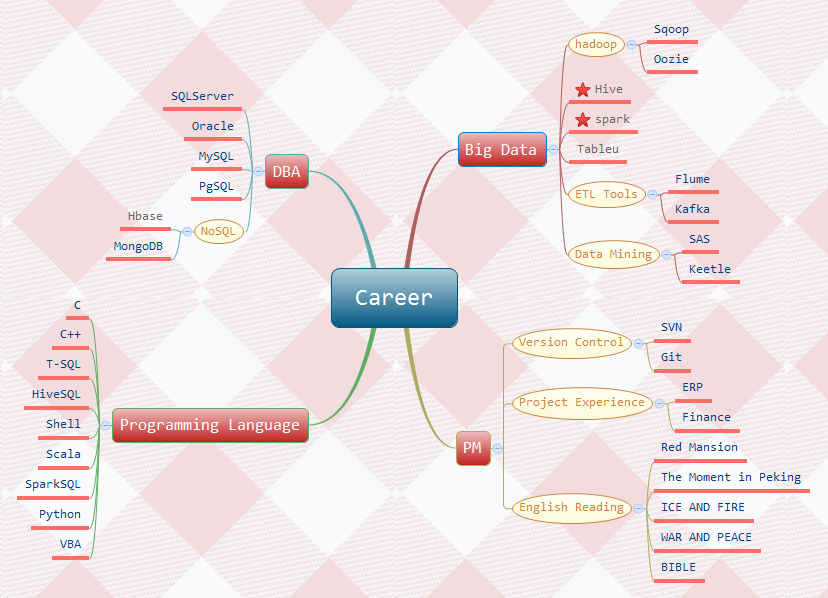 Career
Big Data
hadoop
Sqoop
Oozie
Hive
spark
Tableu
ETL Tools
Flume
Kafka
Data Mining
SAS
Keetle
PM
Version Control
SVN
Git
Project Experience
ERP
Finance
English Reading
Red Mansion
The Moment in Peking
ICE AND FIRE
WAR AND PEACE
BIBLE
DBA
SQLServer
Oracle
MySQL
PgSQL
NoSQL
Hbase
MongoDB
Programming Language
C
C++
T-SQL
HiveSQL
Shell
Scala
SparkSQL
Python
VBA